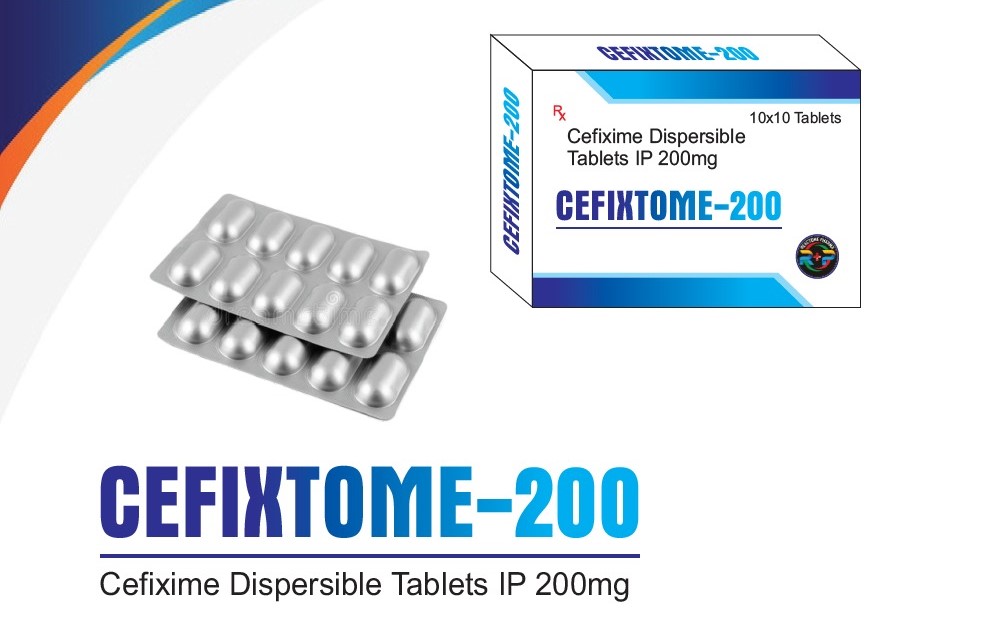 CEFIXTOME-200
CEFIXTOME-200
Rx
10x10 Tablets
Cefixime Dispersible
Tablets IP 200mg
CEFIXTOME-200
CEFIXTOME-200
Cefixime Dispersible Tablets IP 200mg